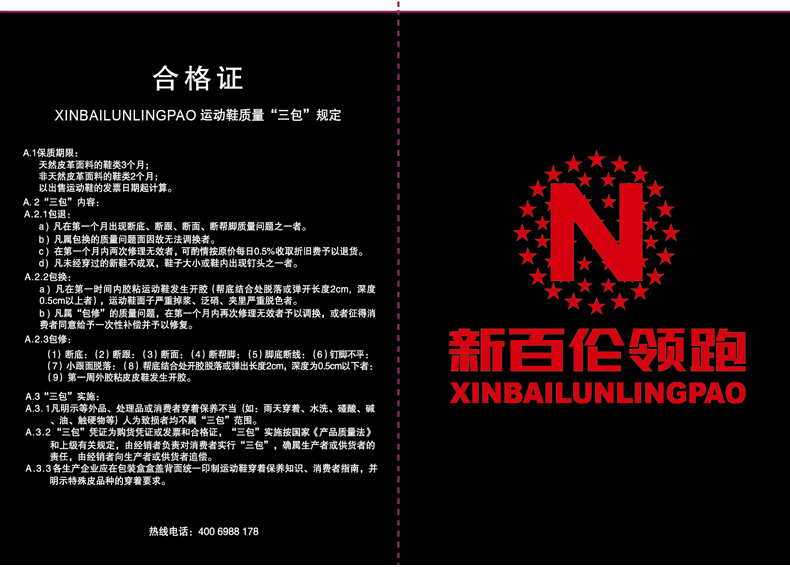 合格证
XINBAILUNLINGPAO 运动鞋质量“三包”规定
A.1保质期限：
天然皮革面料的鞋类3个月；
非天然皮革面料的鞋类2个月；
以出售运动鞋的发票日期起计算。
A.2“三包”内容：
A.2.1包退：
a）凡在第一个月出现断底、断跟、断面、断帮脚质量问题之一者。
b）凡属包换的质量问题面因故无法调换者。
c）在第一个月内两次修理无效者，可酌情按原价每日0.5%收取折旧费予以退货。
d）凡未经穿过的新鞋不成双，鞋子大小或鞋内出现钉头之一者。
A.2.2包换：
a）凡在第一时间内胶粘运动鞋发生开胶（帮底结合处脱落或弹开长度2cm，深度
0.5cm以上者），运动鞋面子严重掉浆、泛硝、夹里严重脱色者。
b）凡属“包修”的质量问题，在第一个月内再次修理无效者予以调换，或者征得消
费者同意给予一次性补偿并予以修复。
A.2.3包修：
（1）断底：（2）断跟：（3）断面：（4）断帮脚：（5）脚底断线：（6）钉脚不平：
（7）小跟面脱落：（8）帮底结合处开胶脱落或弹出长度2cm，深度为0.5cm以下者：
（9）第一周外胶粘皮皮鞋发生开胶。
A.3“三包”实施：
A.3.1凡明示等外品、处理品或消费者穿着保养不当（如：雨天穿着、水洗、碰酸、碱
、油、触硬物等）人为致损者均不属“三包”范围。
A.3.2“三包”凭证为购货凭证或发票和合格证，“三包”实施按国家《产品质量法》
和上级有关规定，由经销者负责对消费者实行“三包”，确属生产者或供货者的
责任，由经销者向生产者或供货者追偿。
A.3.3各生产企业应在包装盒盒盖背面统一印制运动鞋穿着保养知识、消费者指南，并
明示特殊皮品种的穿着要求。
热线电话：400 6988 178
N
新百伦领跑
XINBAILUNLINGPAO